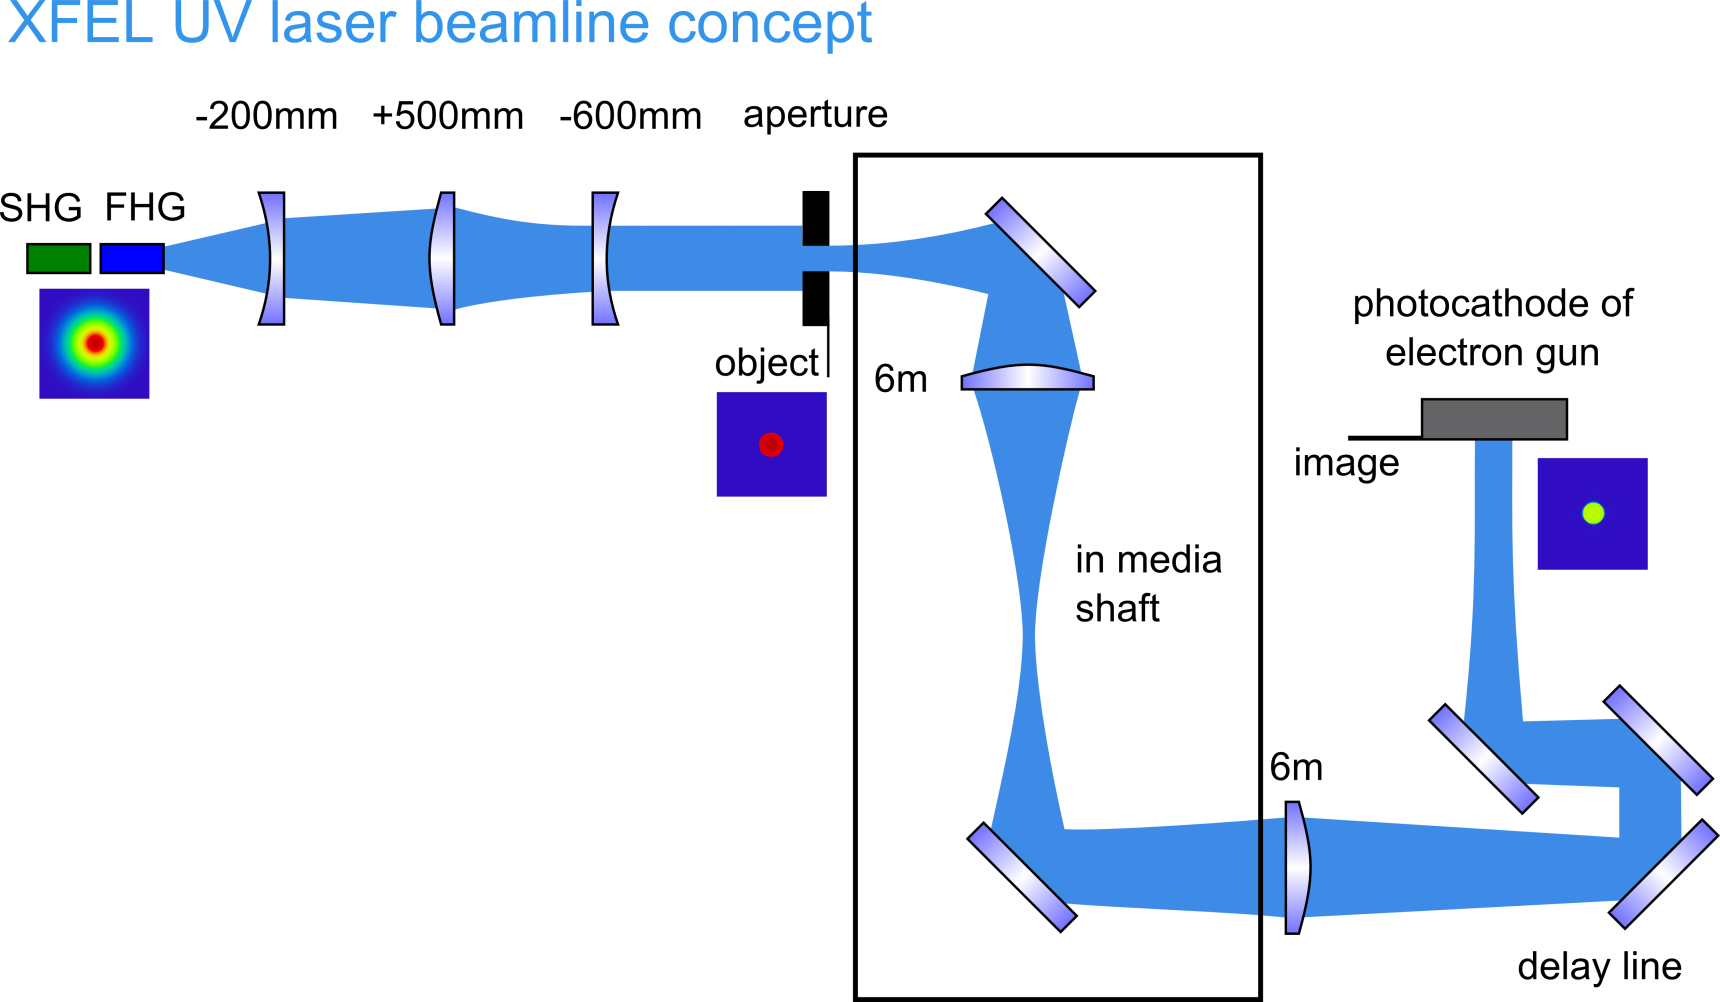 XFEL UV laser beamline concept
-200mm
+500mm
-600mm
aperture
SHG
FHG
object
6m
in media
shaft
photocathode of
electron gun
image
6m
delay line